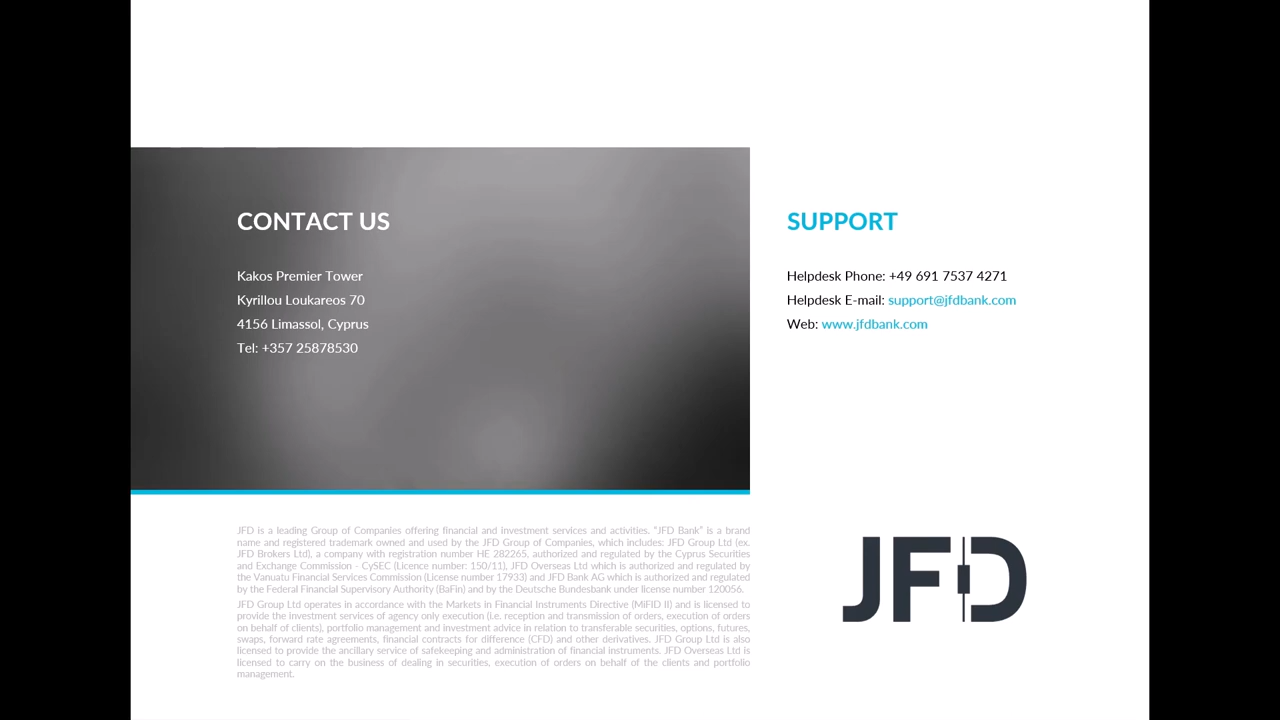 CONTACT US
Kakos Premier Tower
Kyrillou Loukareos 70
4156 Limassol, Cyprus
Tel: +357 25878530
SUPPORT
Helpdesk Phone: +49 691 7537 4271
Helpdesk E-mail: support@jfdbank.com
Web: www.jfdbank.com
JFD is a leading Group of Companies offering financial and investment services and activities. “JFD Bank” is a brand
name and registered trademark owned and used by the JFD Group of Companies, which includes: JFD Group Ltd (ex.
JFD Brokers Ltd), a company with registration number HE 282265, authorized and regulated by the Cyprus Securities
and Exchange Commission - CySEC (Licence number: 150/11), JFD Overseas Ltd which is authorized and regulated by
the Vanuatu Financial Services Commission (License number 17933) and JFD Bank AG which is authorized and regulated
by the Federal Financial Supervisory Authority (BaFin) and by the Deutsche Bundesbank under license number 120056.
JFD Group Ltd operates in accordance with the Markets in Financial Instruments Directive (MiFID II) and is licensed to
provide the investment services of agency only execution (i.e. reception and transmission of orders, execution of orders
on behalf of clients), portfolio management and investment advice in relation to transferable securities, options, futures,
swaps, forward rate agreements, financial contracts for difference (CFD) and other derivatives. JFD Group Ltd is also
licensed to provide the ancillary service of safekeeping and administration of financial instruments. JFD Overseas Ltd is
licensed to carry on the business of dealing in securities, execution of orders on behalf of the clients and portfolio
management.
JFD